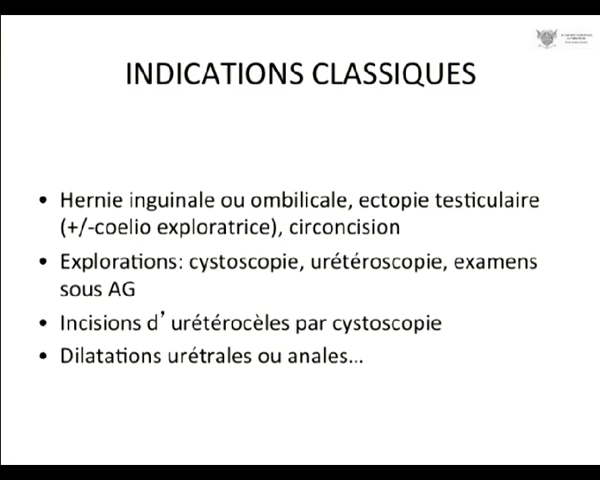 INDICATIONS CLASSIQUES
• Hernie inguinale ou ombilicale, ectopie testiculaire
(+/-coelio exploratrice), circoncision
• Explorations: cystoscopie, urétéroscopie, examens
sous AG
• Incisions d’ urétérocèles par cystoscopie
• Dilatations urétrales ou anales...